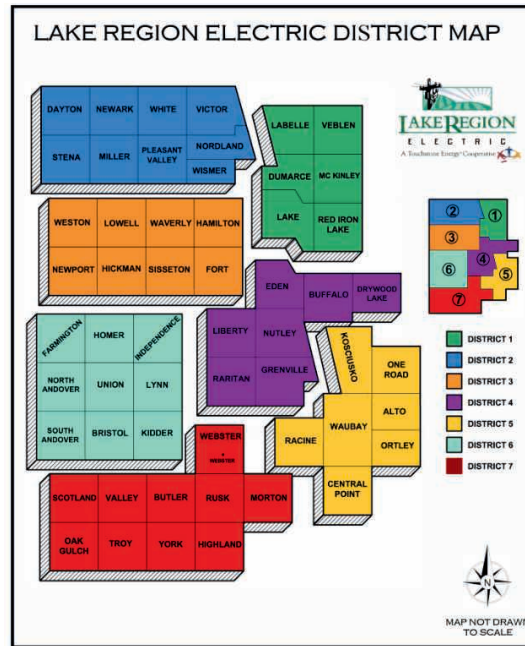 LAKE REGION ELECTRIC DISTRICT MAP
DAYTON
NEWARK
WHITE
VICTOR
STENA
MILLER
PLEASANT
VALLEY
NORDLAND
WISMER
LABELLE
VEBLEN
DUMARCE
MC KINLEY
LAKE
RED IRON
LAKE
LAKE REGION
ELECTRIC
A Touchstone Energy Cooperative
WESTON
LOWELL
WAVERLY
HAMILTON
NEWPORT
HICKMAN
SISSETON
FORT
2
1
3
4
6
5
7
EDEN
BUFFALO
DRYWOOD
LAKE
LIBERTY
NUTLEY
RARITAN
GRENVILLE
FARMINGTON
HOMER
INDEPENDENCE
NORTH
ANDOVER
UNION
LYNN
SOUTH
ANDOVER
BRISTOL
KIDDER
KOSCIUSKO
ONE
ROAD
WAUBAY
ALTO
RACINE
ORTLEY
CENTRAL
POINT
WEBSTER
WEBSTER
SCOTLAND
VALLEY
BUTLER
RUSK
MORTON
OAK
GULCH
TROY
YORK
HIGHLAND
DISTRICT 1
DISTRICT 2
DISTRICT 3
DISTRICT 4
DISTRICT 5
DISTRICT 6
DISTRICT 7
N
MAP NOT DRAWN
TO SCALE